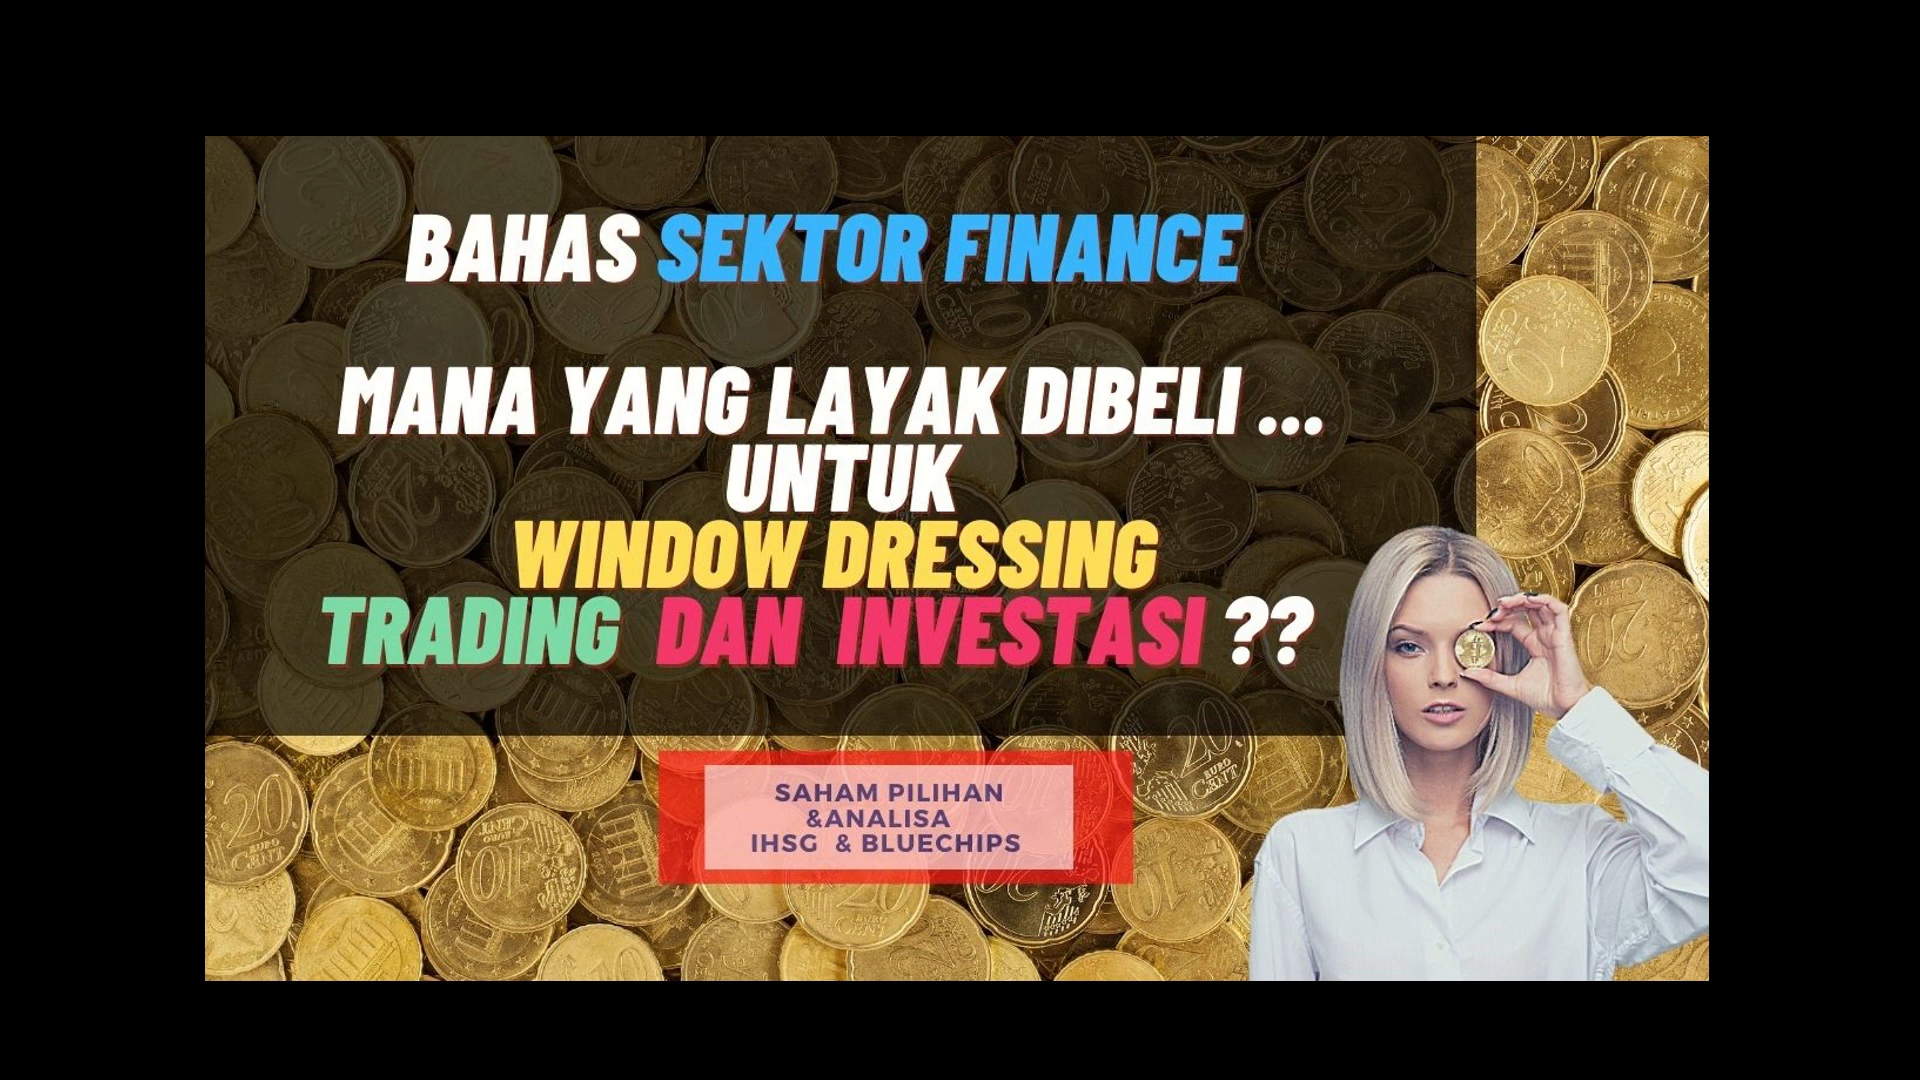 BAHAS SEKTOR FINANCE
MANA YANG LAYAK DIBELI ...
UNTUK
WINDOW DRESSING
TRADING DAN INVESTASI ??
SAHAM PILIHAN
&ANALISA
IHSG & BLUECHIPS